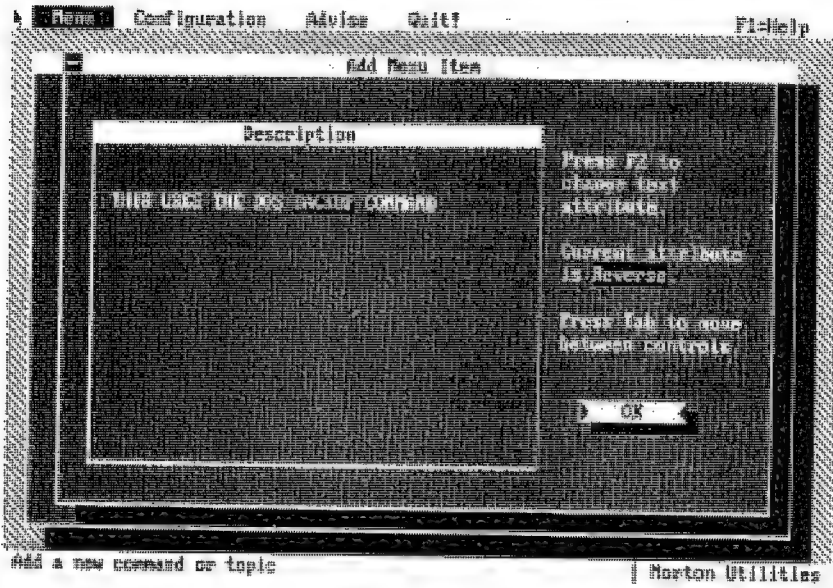 Menu Configuration Advise Quit! F1=Help
Add Menu Item
Description
THIS USES THE DOS BACKUP COMMAND
Press F2 to
change text
attribute.
Current attribute
is Reverse.
Press Tab to move
between controls.
OK
Add a new command or topic
Norton Utilities